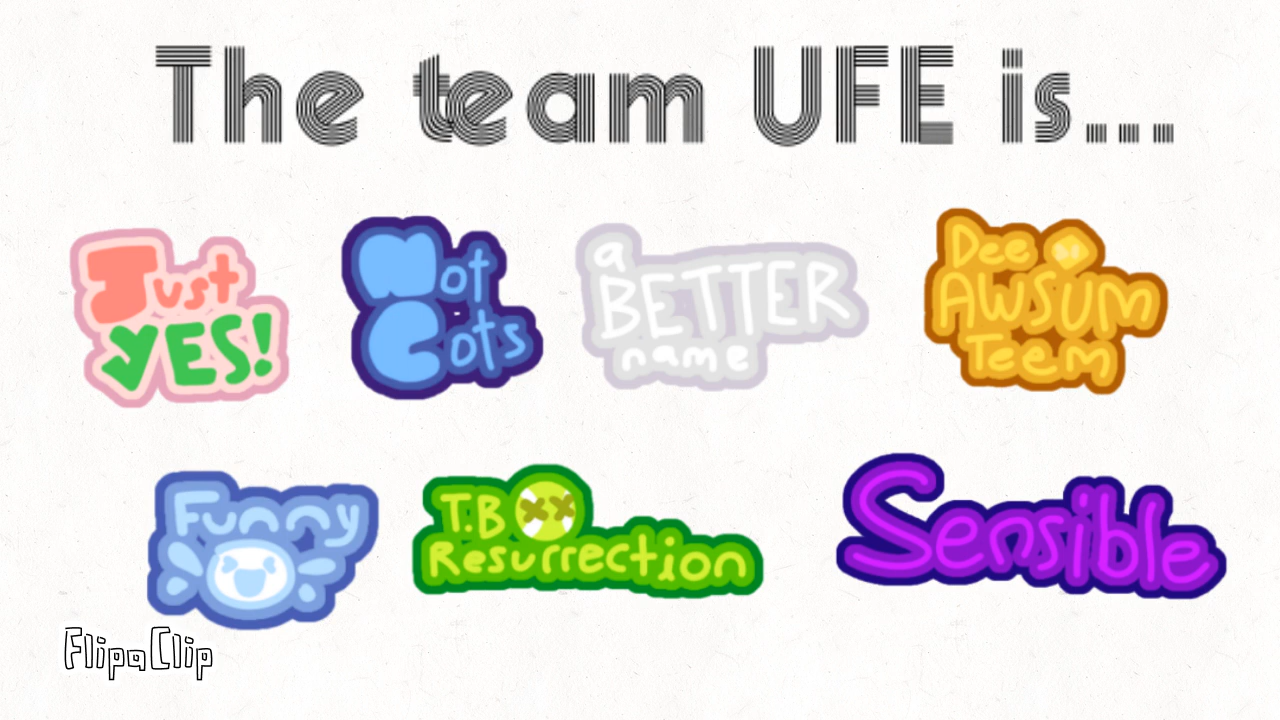 The team UFE is...
Just
YES!
Not
Cots
a
BETTER
name
Dee
AWSUM
Teem
Funny
T.B
Resurrection
Sensible
FlipaClip